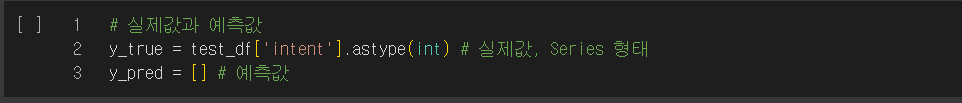 [ ] 1 # 실제값과 예측값
2 y_true = test_df['intent'].astype(int) # 실제값, Series 형태
3 y_pred = [] # 예측값